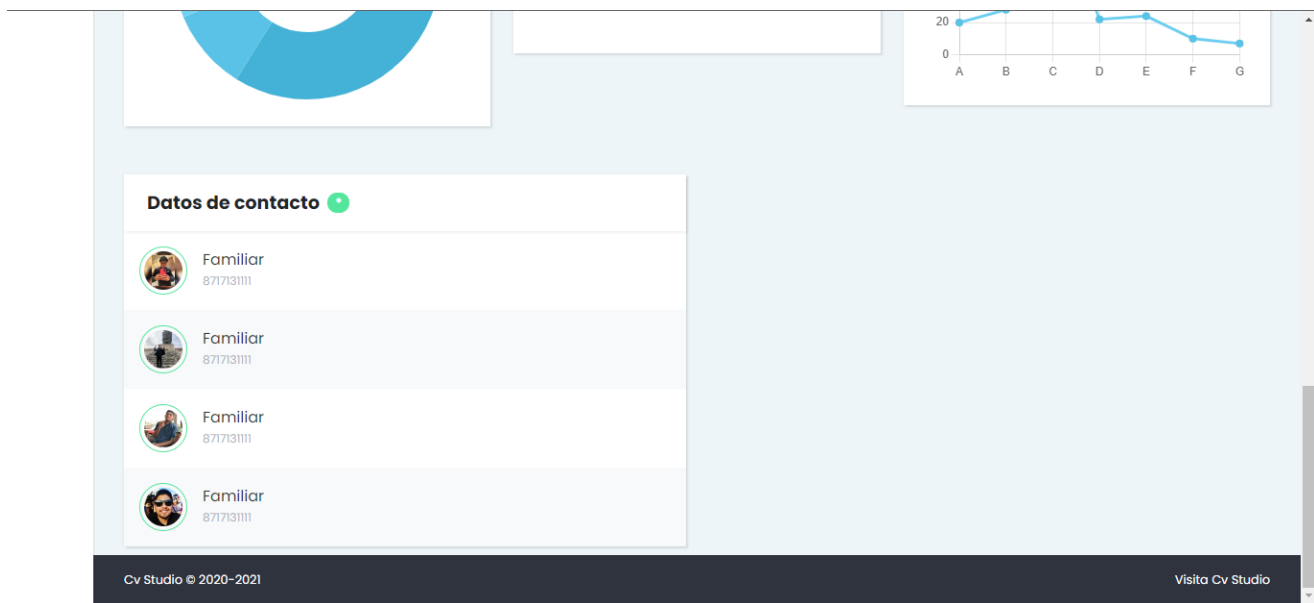 20
0
A B C D E F G
Datos de contacto *
Familiar
8717131111
Familiar
8717131111
Familiar
8717131111
Familiar
8717131111
Cv Studio © 2020-2021
Visita Cv Studio